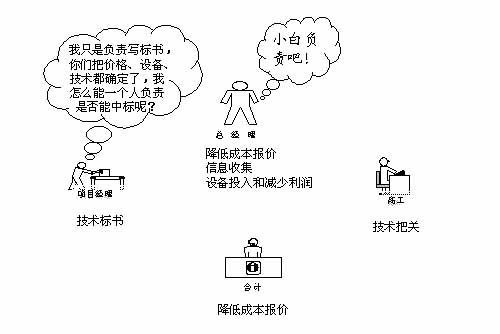 我只是负责写标书，
你们把价格、设备、
技术都确定了，我
怎么能一个人负责
是否能中标呢？
小白负
责吧！
总经理
降低成本报价
信息收集
设备投入和减少利润
项目经理
技术标书
施工
技术把关
会计
降低成本报价